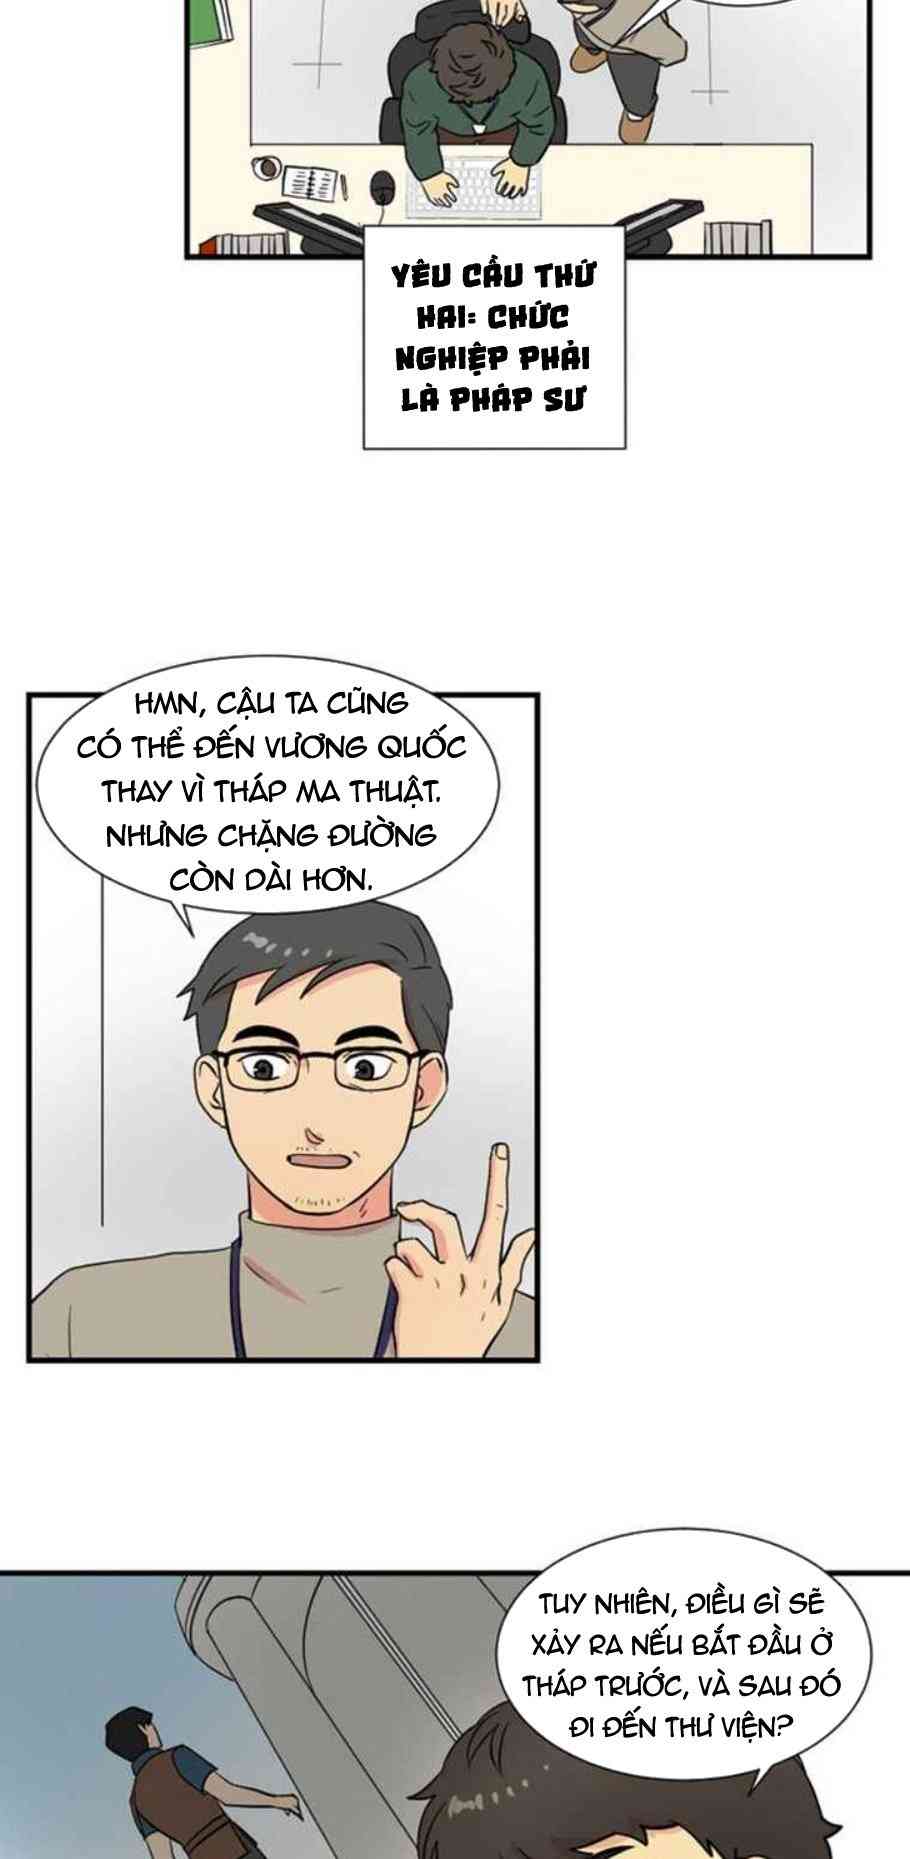 YÊU CẦU THỨ
HAI: CHỨC
NGHIỆP PHẢI
LÀ PHÁP SƯ
HMN, CẬU TA CŨNG
CÓ THỂ ĐẾN VƯƠNG QUỐC
THAY VÌ THÁP MA THUẬT.
NHƯNG CHẶNG ĐƯỜNG
CÒN DÀI HƠN.
TUY NHIÊN, ĐIỀU GÌ SẼ
XẢY RA NẾU BẮT ĐẦU Ở
THÁP TRƯỚC, VÀ SAU ĐÓ
ĐI ĐẾN THƯ VIỆN?